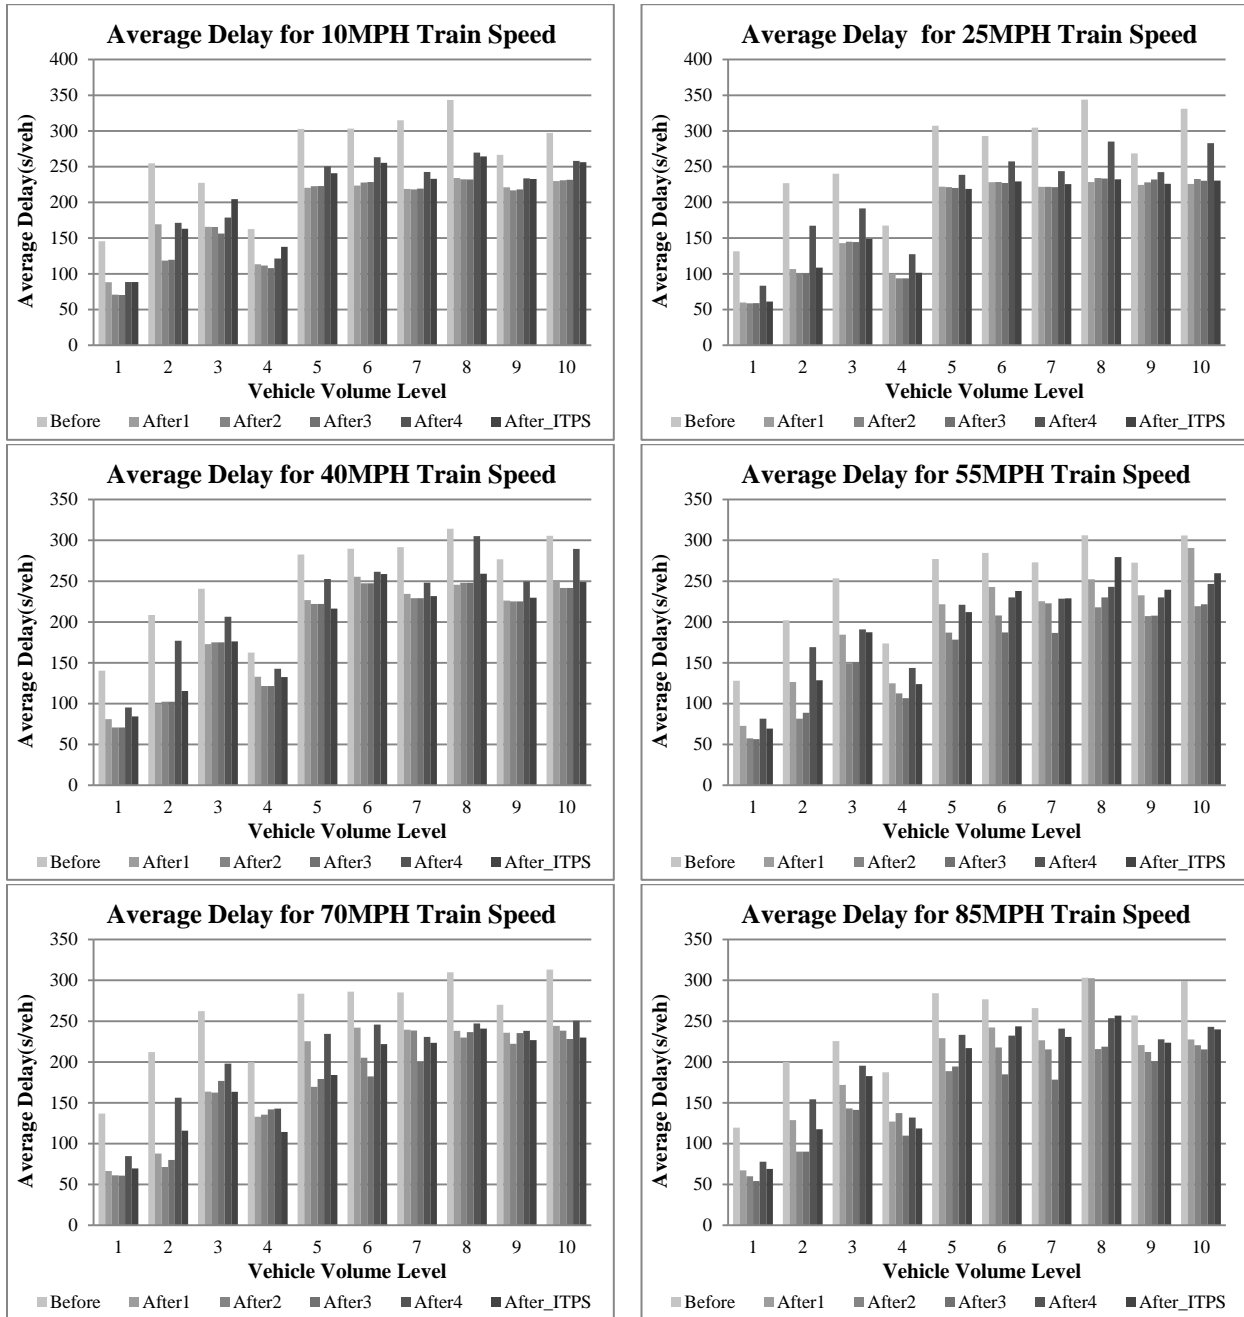 Average Delay for 10MPH Train Speed
Average Delay(s/veh)
400
350
300
250
200
150
100
50
0
1 2 3 4 5 6 7 8 9 10
Vehicle Volume Level
Before After1 After2 After3 After4 After_ITPS
Average Delay for 25MPH Train Speed
Average Delay(s/veh)
400
350
300
250
200
150
100
50
0
1 2 3 4 5 6 7 8 9 10
Vehicle Volume Level
Before After1 After2 After3 After4 After_ITPS
Average Delay for 40MPH Train Speed
Average Delay(s/veh)
350
300
250
200
150
100
50
0
1 2 3 4 5 6 7 8 9 10
Vehicle Volume Level
Before After1 After2 After3 After4 After_ITPS
Average Delay for 55MPH Train Speed
Average Delay(s/veh)
350
300
250
200
150
100
50
0
1 2 3 4 5 6 7 8 9 10
Vehicle Volume Level
Before After1 After2 After3 After4 After_ITPS
Average Delay for 70MPH Train Speed
Average Delay(s/veh)
350
300
250
200
150
100
50
0
1 2 3 4 5 6 7 8 9 10
Vehicle Volume Level
Before After1 After2 After3 After4 After_ITPS
Average Delay for 85MPH Train Speed
Average Delay(s/veh)
350
300
250
200
150
100
50
0
1 2 3 4 5 6 7 8 9 10
Vehicle Volume Level
Before After1 After2 After3 After4 After_ITPS